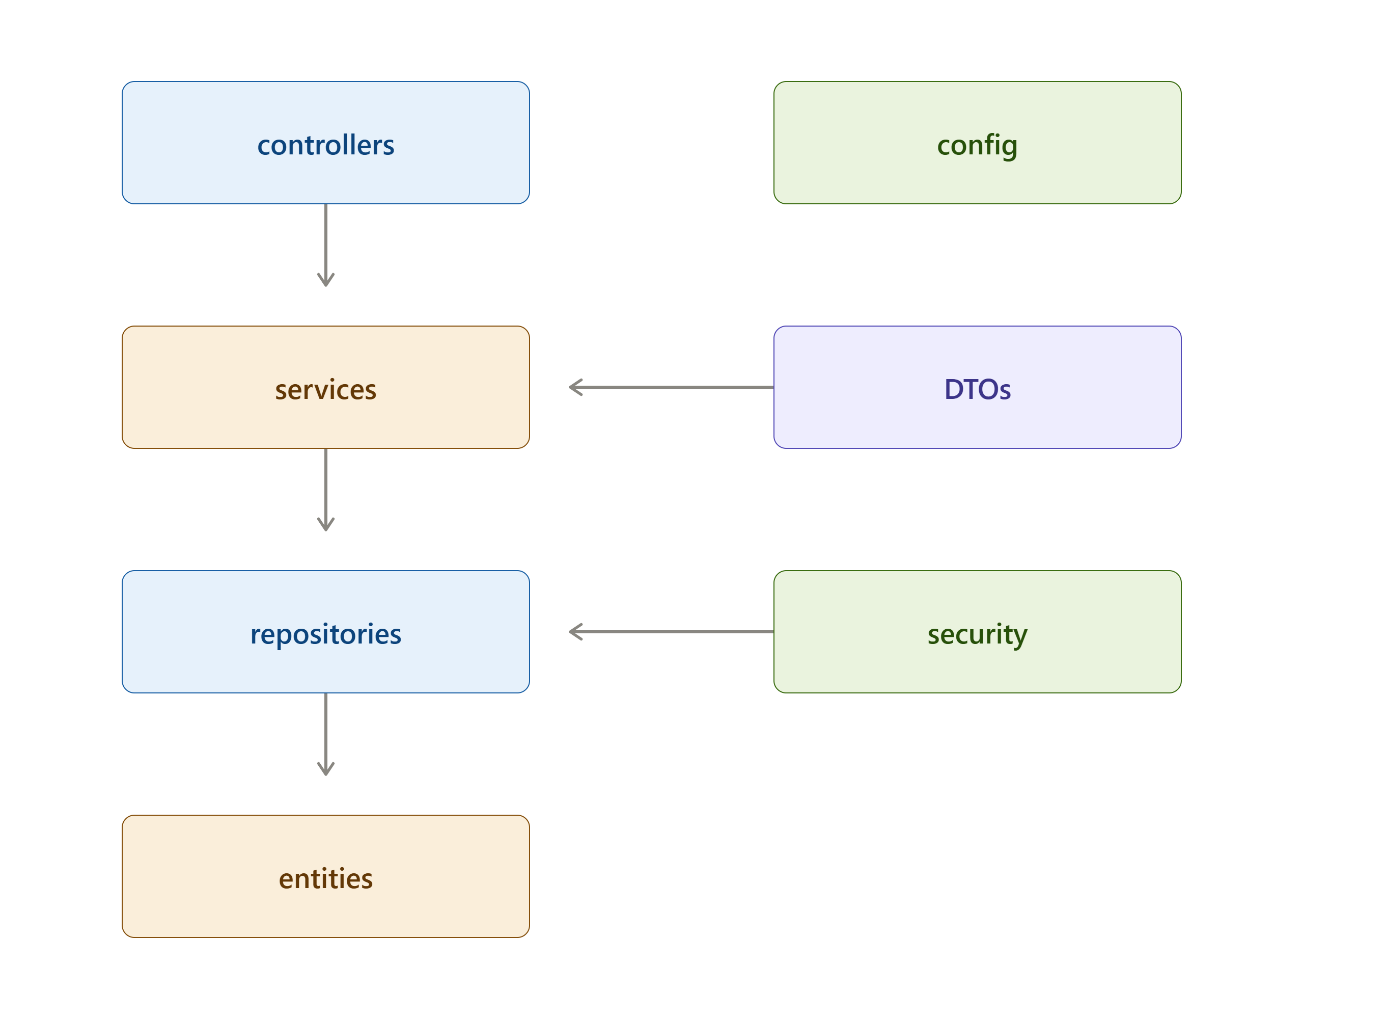 controllers
config
services
DTOs
repositories
security
entities